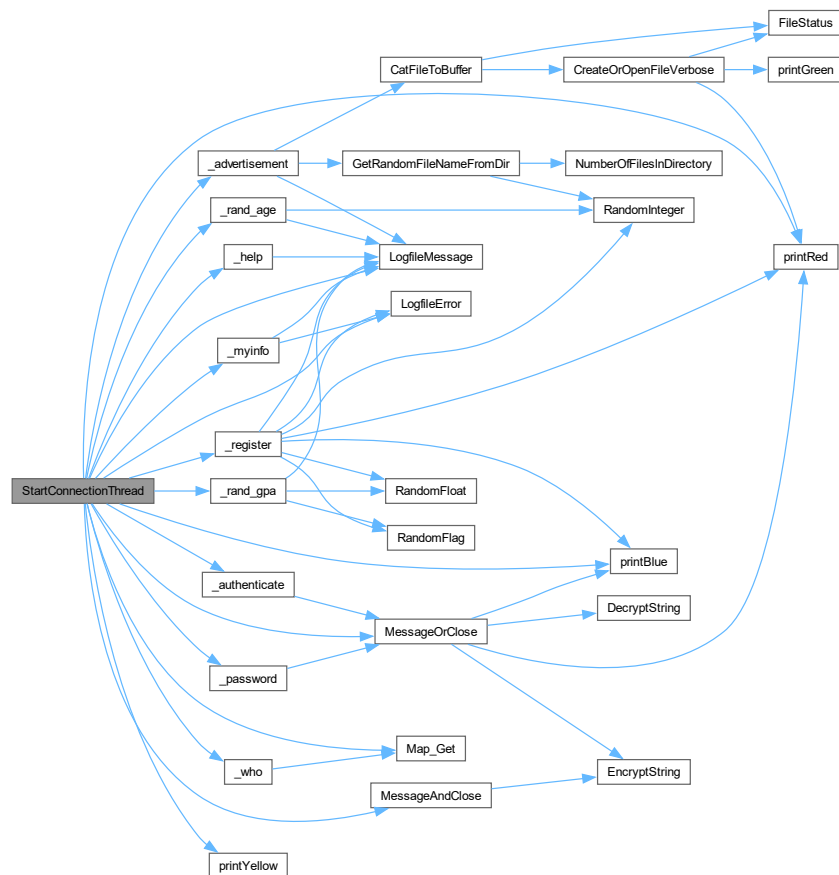 FileStatus
CatFileToBuffer
CreateOrOpenFileVerbose
printGreen
_advertisement
GetRandomFileNameFromDir
NumberOfFilesInDirectory
_rand_age
RandomInteger
_help
LogfileMessage
printRed
LogfileError
_myinfo
_register
StartConnectionThread
_rand_gpa
RandomFloat
RandomFlag
printBlue
_authenticate
DecryptString
MessageOrClose
_password
Map_Get
_who
EncryptString
MessageAndClose
printYellow